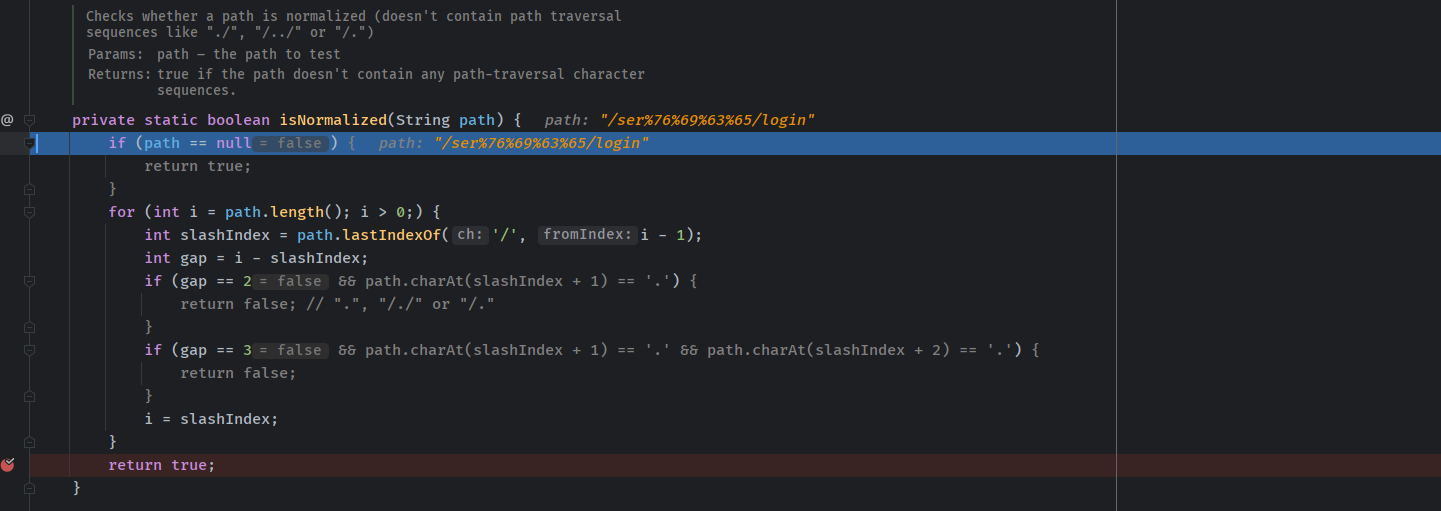 Checks whether a path is normalized (doesn't contain path traversal
sequences like "./", "/../" or "/.")
Params: path – the path to test
Returns: true if the path doesn't contain any path-traversal character
sequences.
@ private static boolean isNormalized(String path) { path: "/ser%76%69%63%65/login"
if (path == null = false ) { path: "/ser%76%69%63%65/login"
return true;
}
for (int i = path.length(); i > 0;) {
int slashIndex = path.lastIndexOf( ch: '/', fromIndex: i - 1);
int gap = i - slashIndex;
if (gap == 2 = false && path.charAt(slashIndex + 1) == '.') {
return false; // ".", "/./" or "/."
}
if (gap == 3 = false && path.charAt(slashIndex + 1) == '.' && path.charAt(slashIndex + 2) == '.') {
return false;
}
i = slashIndex;
}
return true;
}